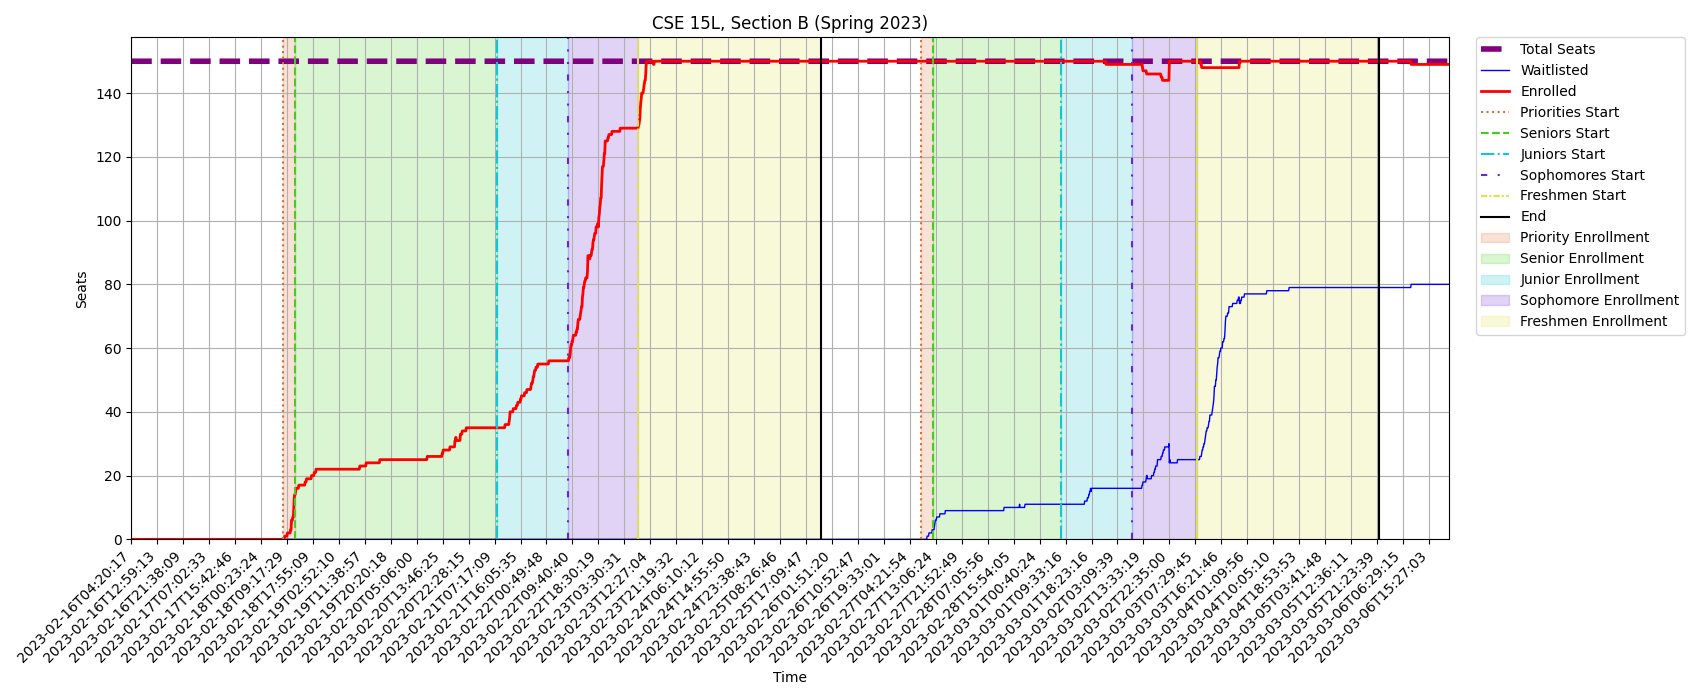 CSE 15L, Section B (Spring 2023)
Seats
140
120
100
80
60
40
20
0
2023-02-16T04:20:17
2023-02-16T12:59:13
2023-02-16T21:38:09
2023-02-17T07:02:33
2023-02-17T15:42:46
2023-02-18T00:23:24
2023-02-18T09:17:29
2023-02-18T17:55:09
2023-02-19T02:52:10
2023-02-19T11:38:57
2023-02-19T20:20:18
2023-02-20T05:06:00
2023-02-20T13:46:25
2023-02-20T22:28:15
2023-02-21T07:17:09
2023-02-21T16:05:35
2023-02-22T00:49:48
2023-02-22T09:40:40
2023-02-22T18:30:19
2023-02-23T03:30:31
2023-02-23T12:27:04
2023-02-23T21:19:32
2023-02-24T06:10:12
2023-02-24T14:55:50
2023-02-24T23:38:43
2023-02-25T08:26:46
2023-02-25T17:09:47
2023-02-26T01:51:20
2023-02-26T10:52:47
2023-02-26T19:33:01
2023-02-27T04:21:54
2023-02-27T13:06:24
2023-02-27T21:52:49
2023-02-28T07:05:56
2023-02-28T15:54:05
2023-03-01T00:40:24
2023-03-01T09:33:16
2023-03-01T18:23:16
2023-03-02T03:09:39
2023-03-02T13:33:19
2023-03-02T22:35:00
2023-03-03T07:29:45
2023-03-03T16:21:46
2023-03-04T01:09:56
2023-03-04T10:05:10
2023-03-04T18:53:53
2023-03-05T03:41:48
2023-03-05T12:36:11
2023-03-05T21:23:39
2023-03-06T06:29:15
2023-03-06T15:27:03
Time
Total Seats
Waitlisted
Enrolled
Priorities Start
Seniors Start
Juniors Start
Sophomores Start
Freshmen Start
End
Priority Enrollment
Senior Enrollment
Junior Enrollment
Sophomore Enrollment
Freshmen Enrollment